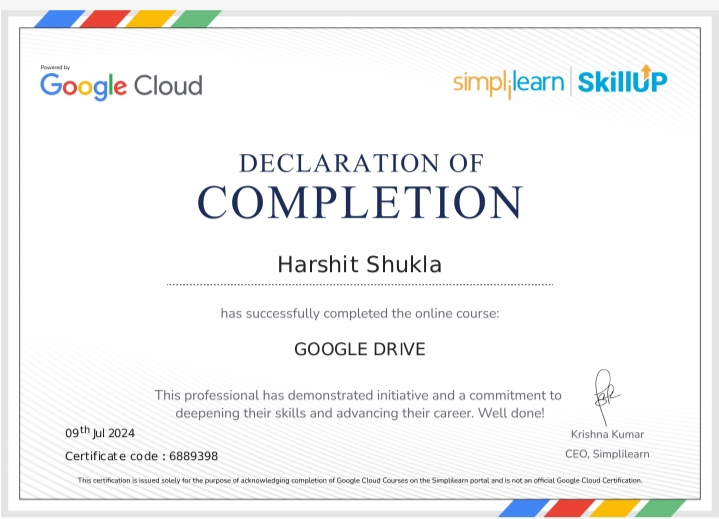 Powered by
Google Cloud
simplilearn | SkillUP
DECLARATION OF
COMPLETION
Harshit Shukla
has successfully completed the online course:
GOOGLE DRIVE
This professional has demonstrated initiative and a commitment to
deepening their skills and advancing their career. Well done!
09th Jul 2024
Certificate code : 6889398
Krishna Kumar
CEO, Simplilearn
This certification is issued solely for the purpose of acknowledging completion of Google Cloud Courses on the Simplilearn portal and is not an official Google Cloud Certification.